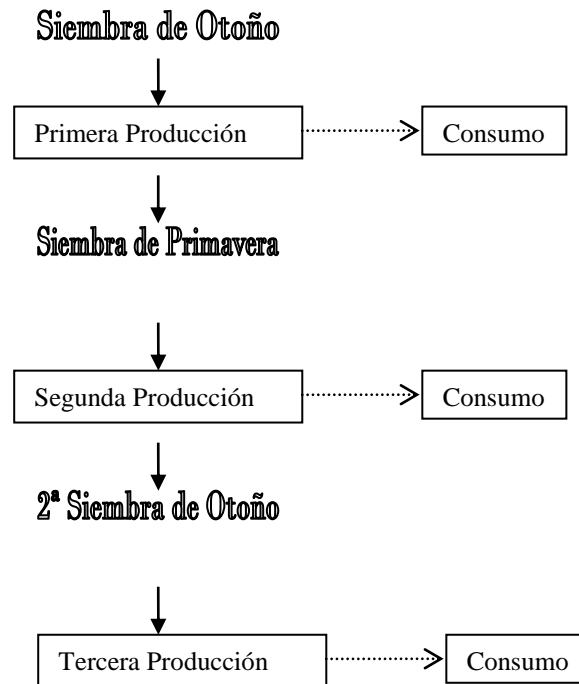 Siembra de Otoño
Primera Producción
Consumo
Siembra de Primavera
Segunda Producción
Consumo
2ª Siembra de Otoño
Tercera Producción
Consumo